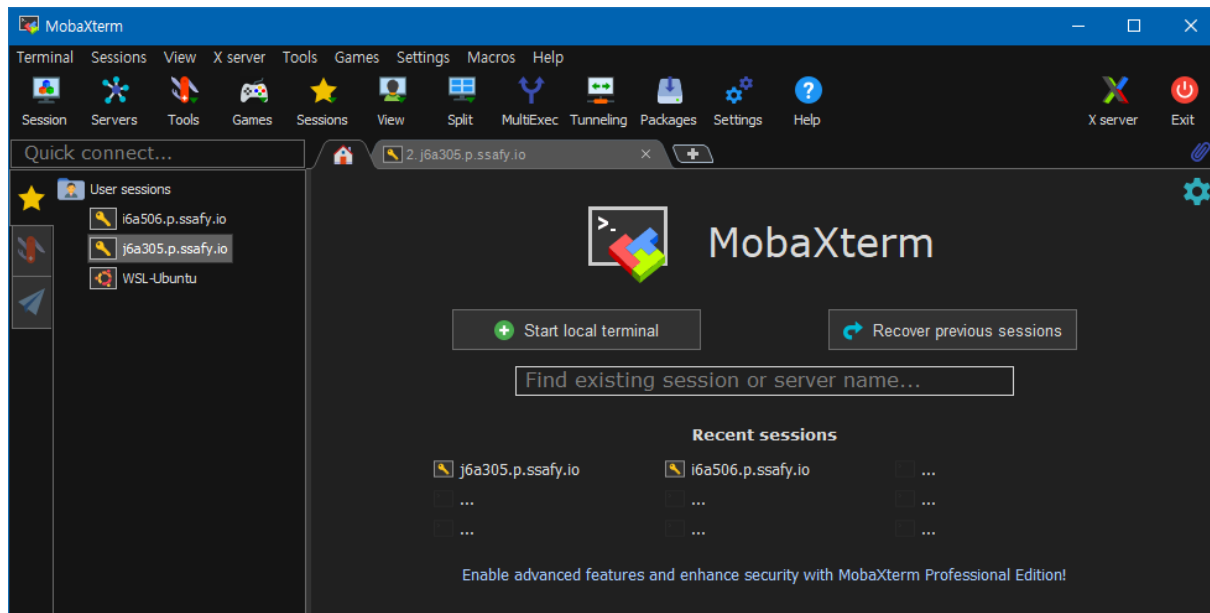 MobaXterm
Terminal Sessions View X server Tools Games Settings Macros Help
Session Servers Tools Games Sessions View Split MultiExec Tunneling Packages Settings Help X server Exit
Quick connect...
2. j6a305.p.ssafy.io
User sessions
i6a506.p.ssafy.io
j6a305.p.ssafy.io
WSL-Ubuntu
>_
MobaXterm
Start local terminal
Recover previous sessions
Find existing session or server name...
Recent sessions
j6a305.p.ssafy.io i6a506.p.ssafy.io ...
... ... ...
... ... ...
Enable advanced features and enhance security with MobaXterm Professional Edition!